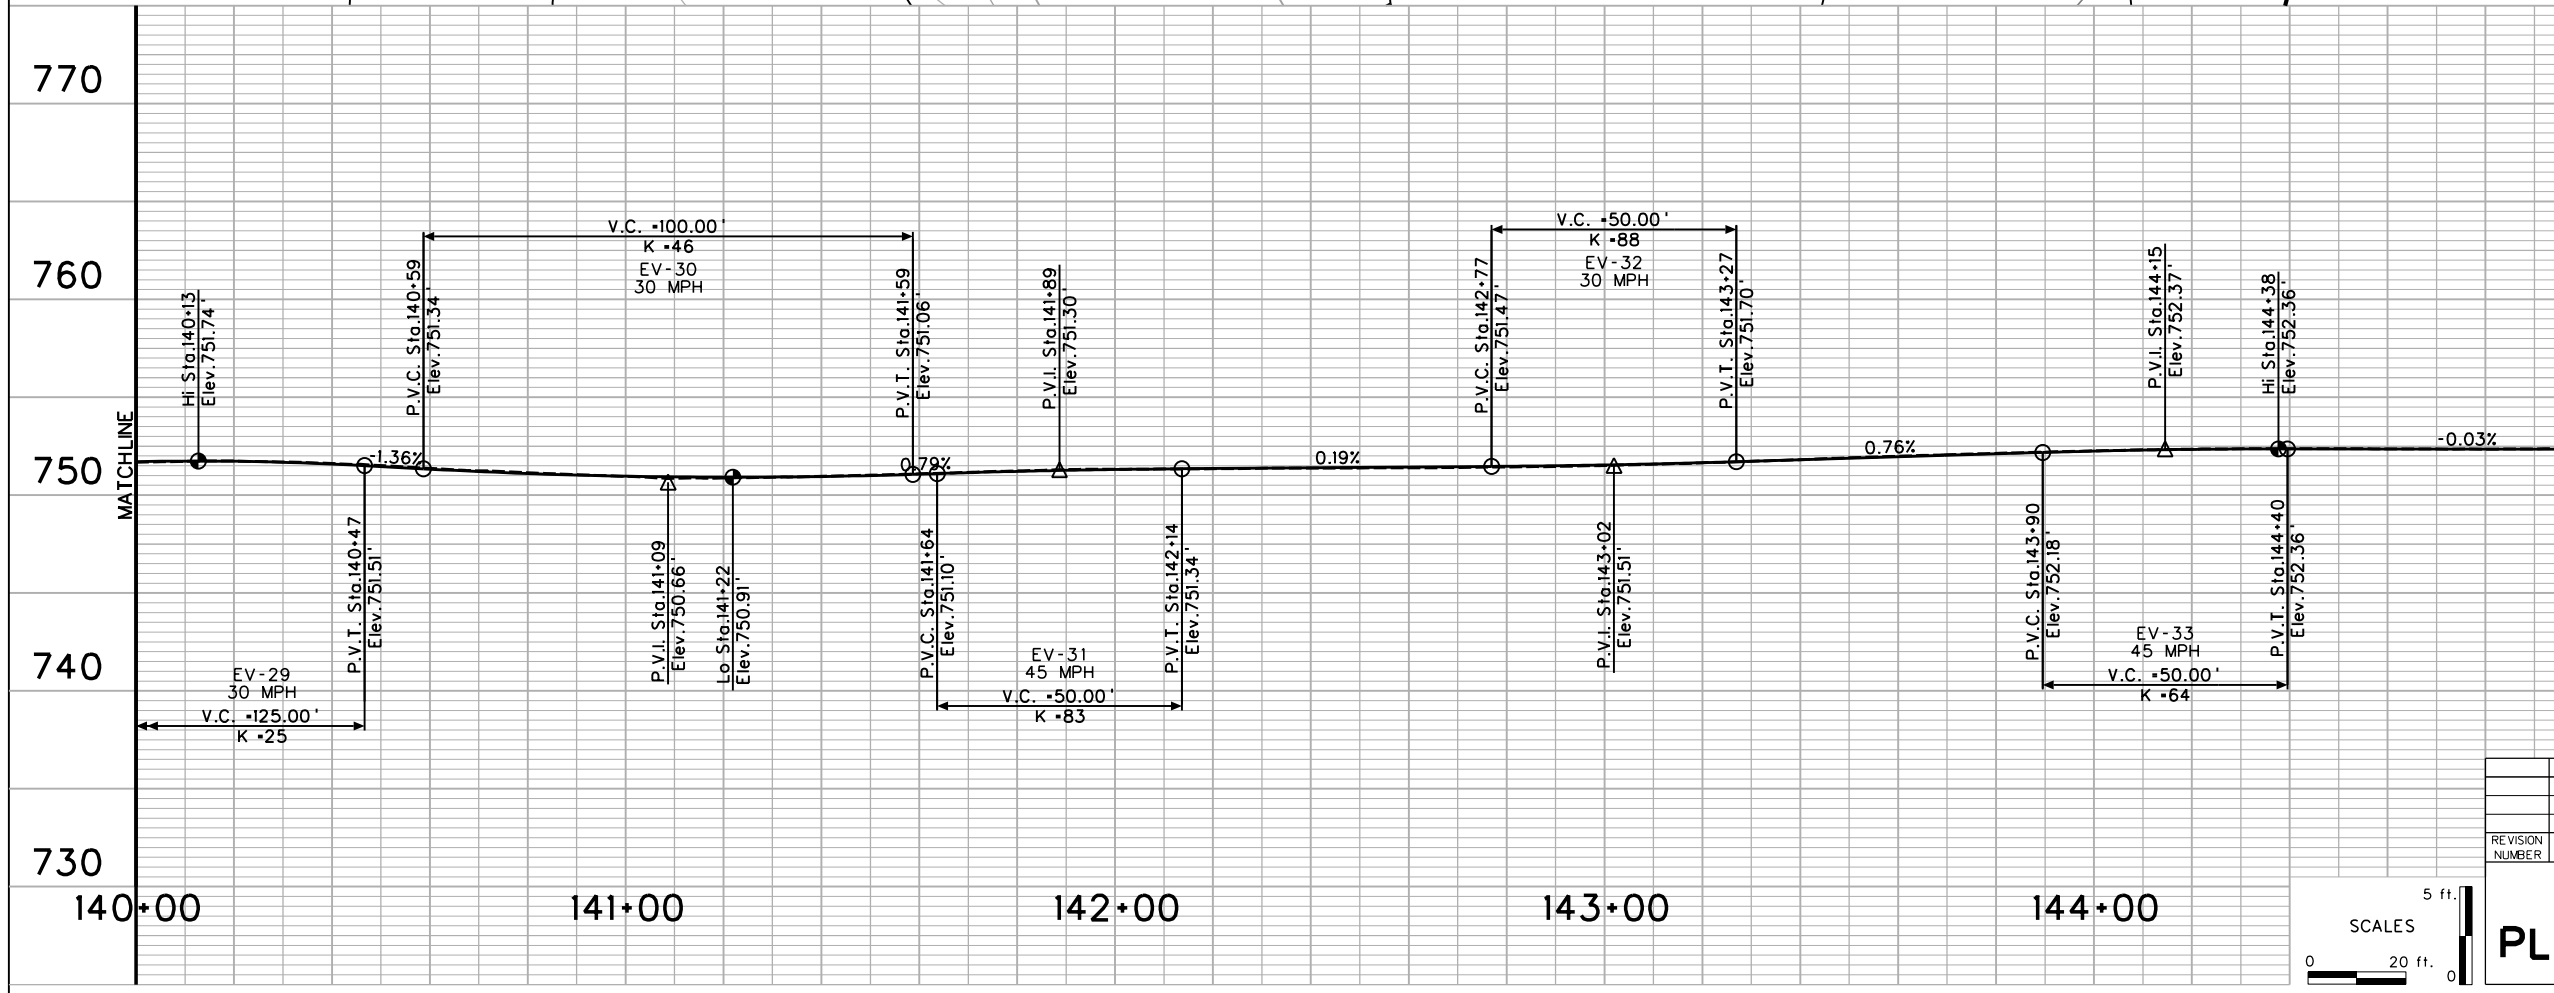 770
760
750
740
730
MATCHLINE
Hi Sta.140+13
Elev.751.74'
EV-29
30 MPH
V.C. =125.00'
K =25
P.V.T. Sta.140+47
Elev.751.51'
-1.36%
P.V.C. Sta.140+59
Elev.751.34'
V.C. =100.00'
K =46
EV-30
30 MPH
P.V.I. Sta.141+09
Elev.750.66'
Lo Sta.141+22
Elev.750.91'
P.V.T. Sta.141+59
Elev.751.06'
0.79%
P.V.C. Sta.141+64
Elev.751.10'
P.V.I. Sta.141+89
Elev.751.30'
EV-31
45 MPH
V.C. =50.00'
K =83
P.V.T. Sta.142+14
Elev.751.34'
0.19%
P.V.C. Sta.142+77
Elev.751.47'
V.C. =50.00'
K =88
EV-32
30 MPH
P.V.I. Sta.143+02
Elev.751.51'
P.V.T. Sta.143+27
Elev.751.70'
0.76%
P.V.C. Sta.143+90
Elev.752.18'
P.V.I. Sta.144+15
Elev.752.37'
EV-33
45 MPH
V.C. =50.00'
K =64
Hi Sta.144+38
Elev.752.36'
P.V.T. Sta.144+40
Elev.752.36'
-0.03%
140+00
141+00
142+00
143+00
144+00
REVISION
NUMBER
SCALES
5 ft.
0
0 20 ft.
PL